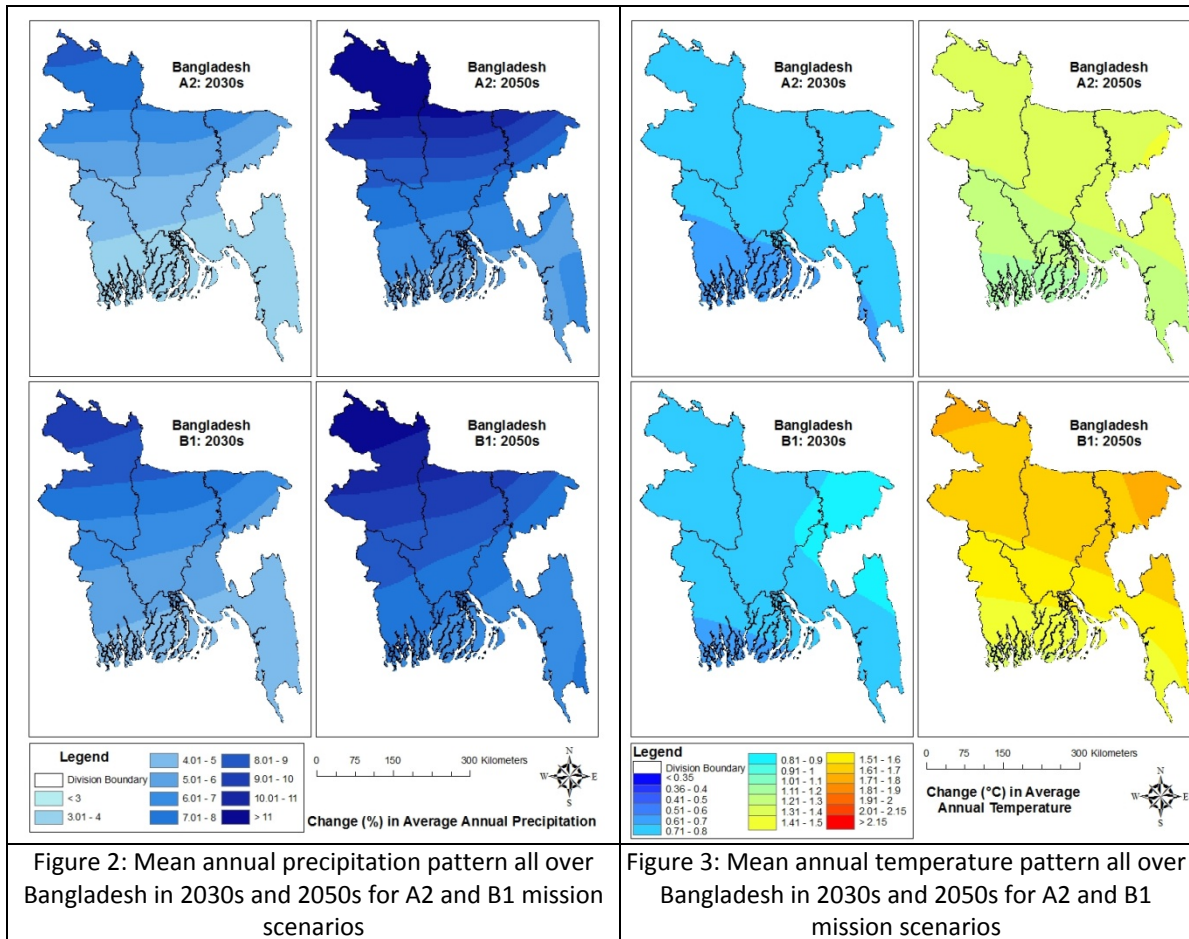 Bangladesh
A2: 2030s
Bangladesh
A2: 2050s
Bangladesh
B1: 2030s
Bangladesh
B1: 2050s
Legend
Division Boundary
< 3
3.01 - 4
4.01 - 5
5.01 - 6
6.01 - 7
7.01 - 8
8.01 - 9
9.01 - 10
10.01 - 11
> 11
0 75 150 300 Kilometers
N
W E
S
Change (%) in Average Annual Precipitation
Figure 2: Mean annual precipitation pattern all over
Bangladesh in 2030s and 2050s for A2 and B1 mission
scenarios
Bangladesh
A2: 2030s
Bangladesh
A2: 2050s
Bangladesh
B1: 2030s
Bangladesh
B1: 2050s
Legend
Division Boundary
< 0.35
0.36 - 0.4
0.41 - 0.5
0.51 - 0.6
0.61 - 0.7
0.71 - 0.8
0.81 - 0.9
0.91 - 1
1.01 - 1.1
1.11 - 1.2
1.21 - 1.3
1.31 - 1.4
1.41 - 1.5
1.51 - 1.6
1.61 - 1.7
1.71 - 1.8
1.81 - 1.9
1.91 - 2
2.01 - 2.15
> 2.15
0 75 150 300 Kilometers
Change (°C) in Average
Annual Temperature
N
W E
S
Figure 3: Mean annual temperature pattern all over
Bangladesh in 2030s and 2050s for A2 and B1
mission scenarios